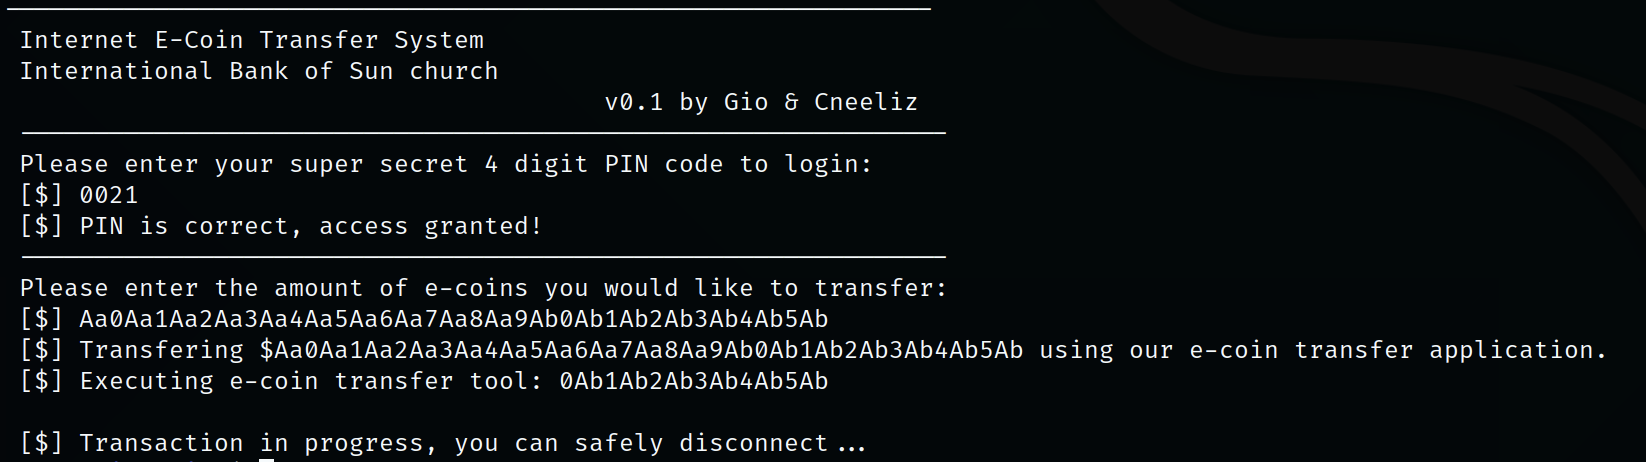 Internet E-Coin Transfer System
International Bank of Sun church
v0.1 by Gio & Cneeliz
Please enter your super secret 4 digit PIN code to login:
[$] 0021
[$] PIN is correct, access granted!
Please enter the amount of e-coins you would like to transfer:
[$] Aa0Aa1Aa2Aa3Aa4Aa5Aa6Aa7Aa8Aa9Ab0Ab1Ab2Ab3Ab4Ab5Ab
[$] Transfering $Aa0Aa1Aa2Aa3Aa4Aa5Aa6Aa7Aa8Aa9Ab0Ab1Ab2Ab3Ab4Ab5Ab using our e-coin transfer application.
[$] Executing e-coin transfer tool: 0Ab1Ab2Ab3Ab4Ab5Ab
[$] Transaction in progress, you can safely disconnect...